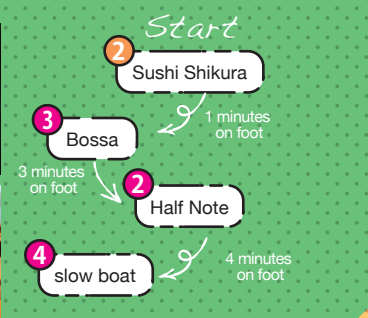 Start
2
Sushi Shikura
1 minutes
on foot
3
Bossa
3 minutes
on foot
2
Half Note
4 minutes
on foot
4
slow boat